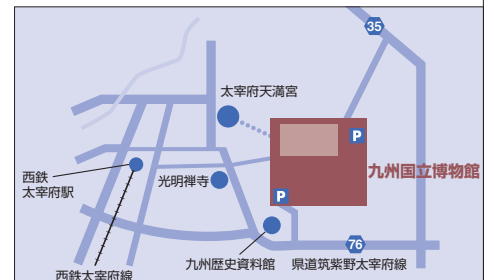 35
太宰府天満宮
P
九州国立博物館
西鉄
太宰府駅
光明禅寺
P
76
九州歴史資料館
県道筑紫野太宰府線
西鉄太宰府線